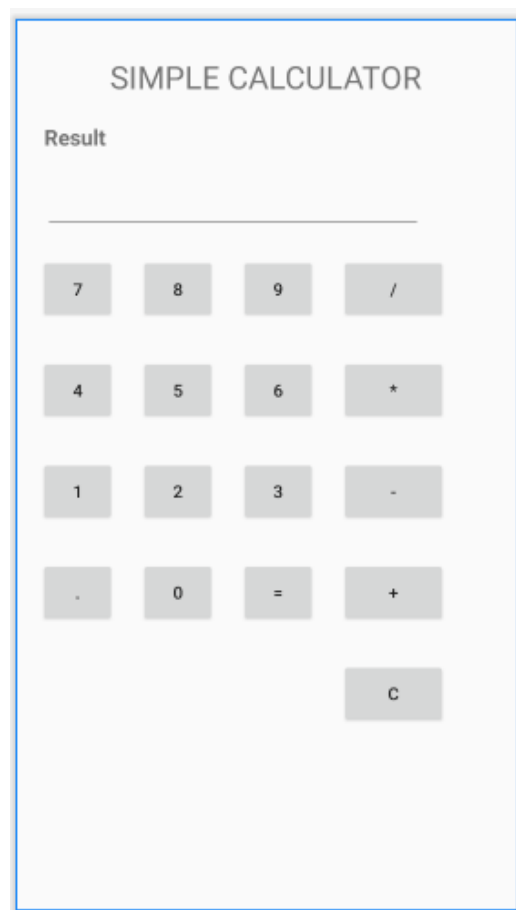 SIMPLE CALCULATOR
Result
7 8 9 /
4 5 6 *
1 2 3 -
. 0 = +
C